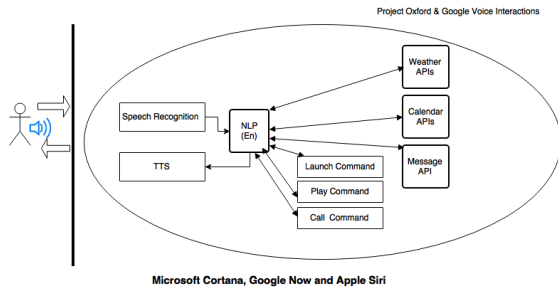 Project Oxford & Google Voice Interactions
Weather
APIs
Speech Recognition
NLP
(En)
Calendar
APIs
TTS
Launch Command
Message
API
Play Command
Call Command
Microsoft Cortana, Google Now and Apple Siri